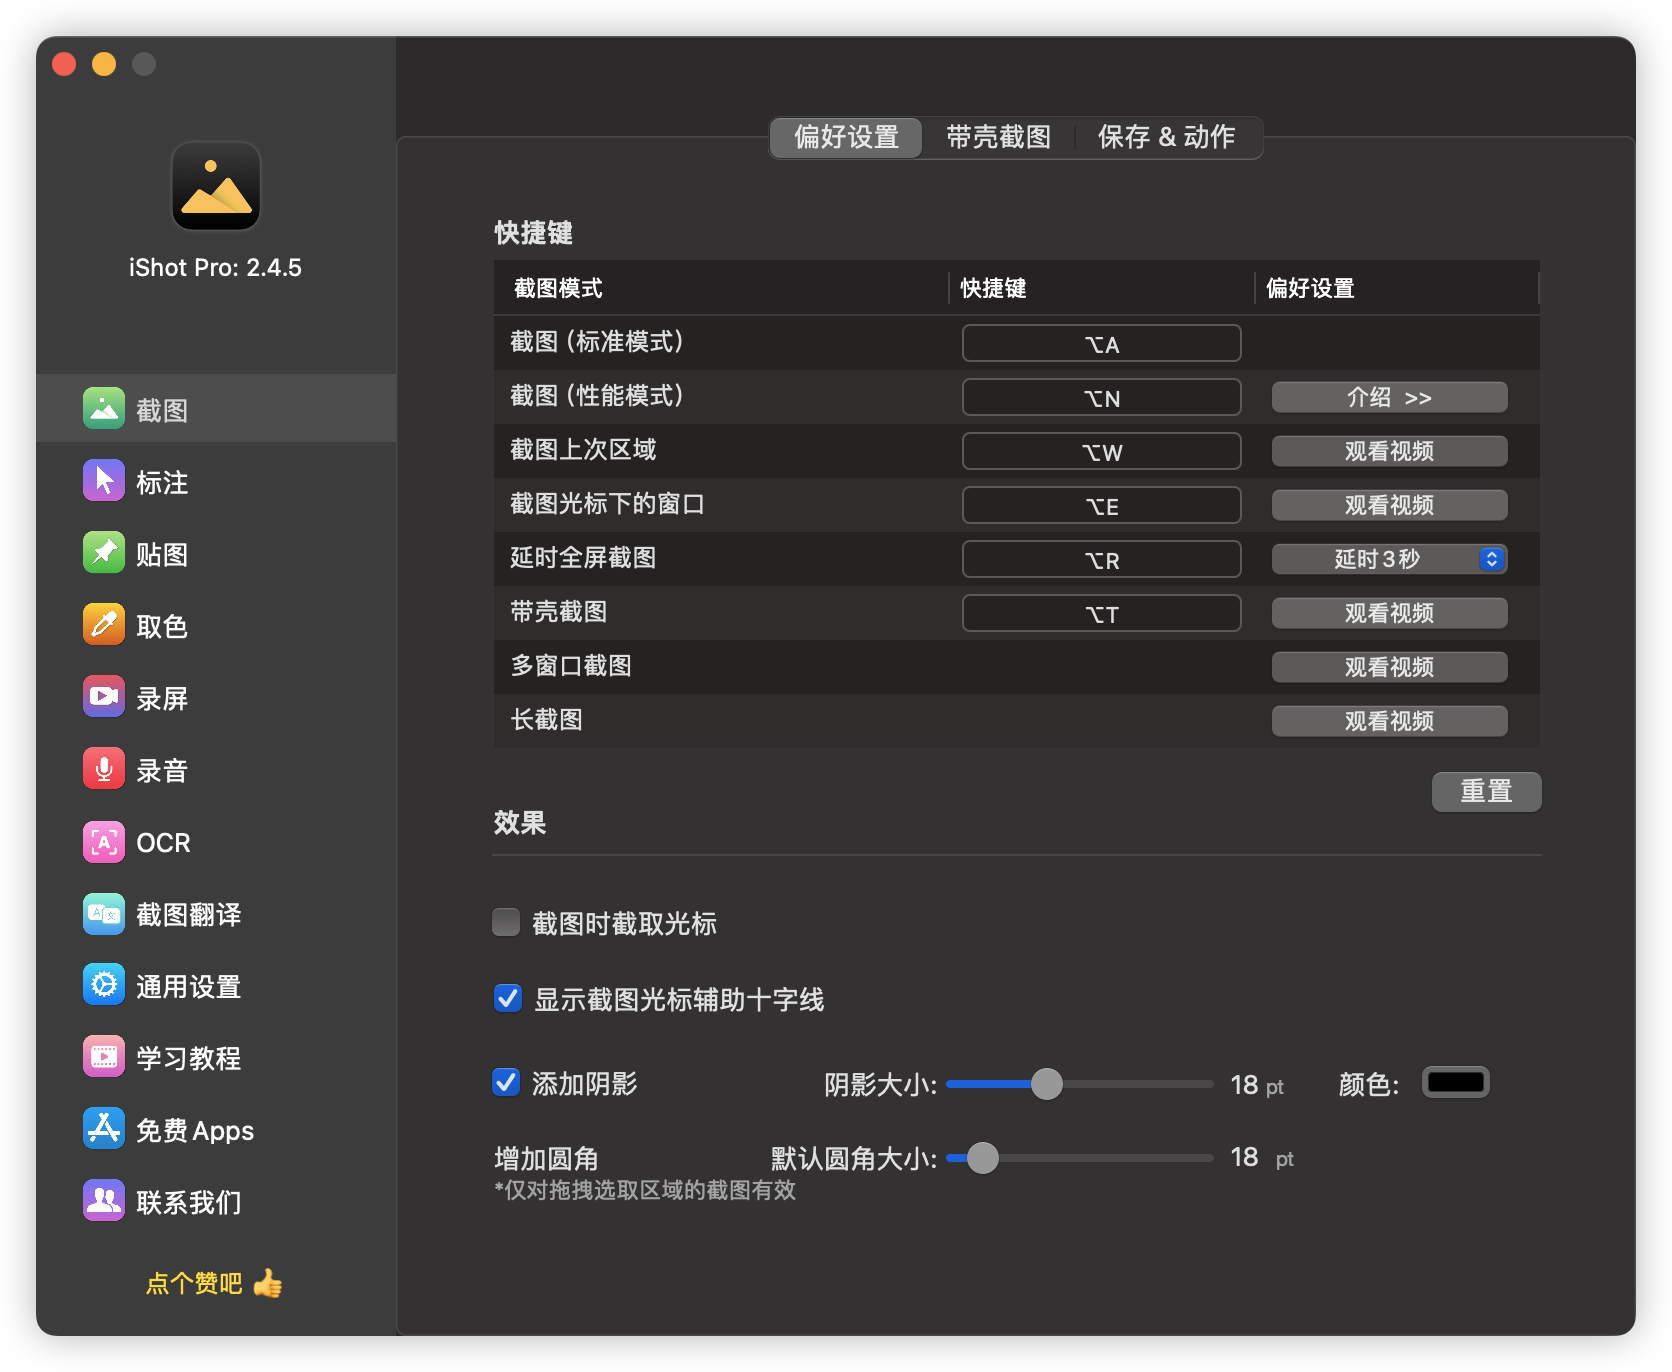 偏好设置 带壳截图 保存 & 动作
iShot Pro: 2.4.5
截图
标注
贴图
取色
录屏
录音
OCR
截图翻译
通用设置
学习教程
免费 Apps
联系我们
点个赞吧 👍
快捷键
截图模式 快捷键 偏好设置
截图 (标准模式) ⌥A
截图 (性能模式) ⌥N 介绍 >>
截图上次区域 ⌥W 观看视频
截图光标下的窗口 ⌥E 观看视频
延时全屏截图 ⌥R 延时 3 秒
带壳截图 ⌥T 观看视频
多窗口截图 观看视频
长截图 观看视频
重置
效果
截图时截取光标
显示截图光标辅助十字线
添加阴影 阴影大小: 18 pt 颜色:
增加圆角 默认圆角大小: 18 pt
*仅对拖拽选取区域的截图有效